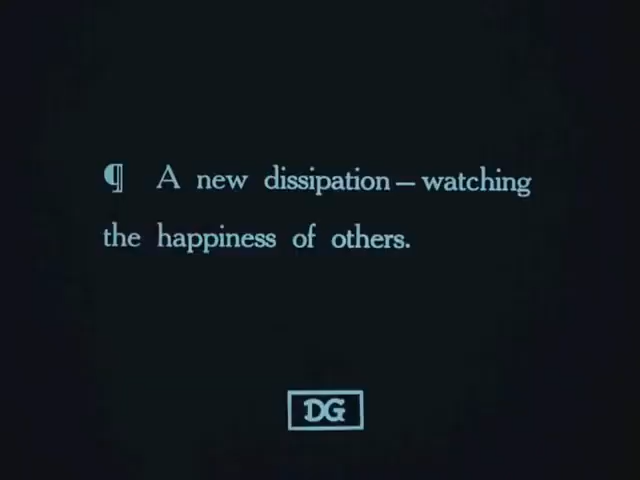 ¶ A new dissipation — watching
the happiness of others.
DG